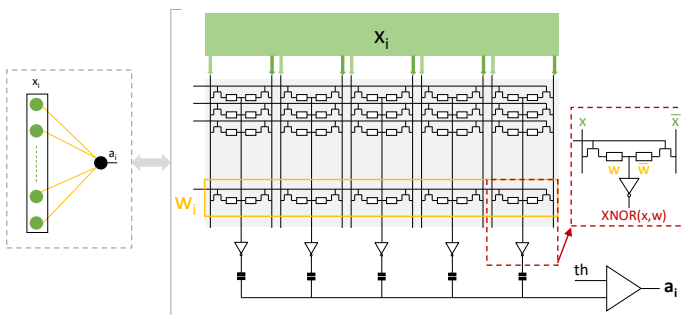 xᵢ
aᵢ
Xᵢ
Wᵢ
x
x̅
w
w̅
XNOR(x,w)
th
aᵢ